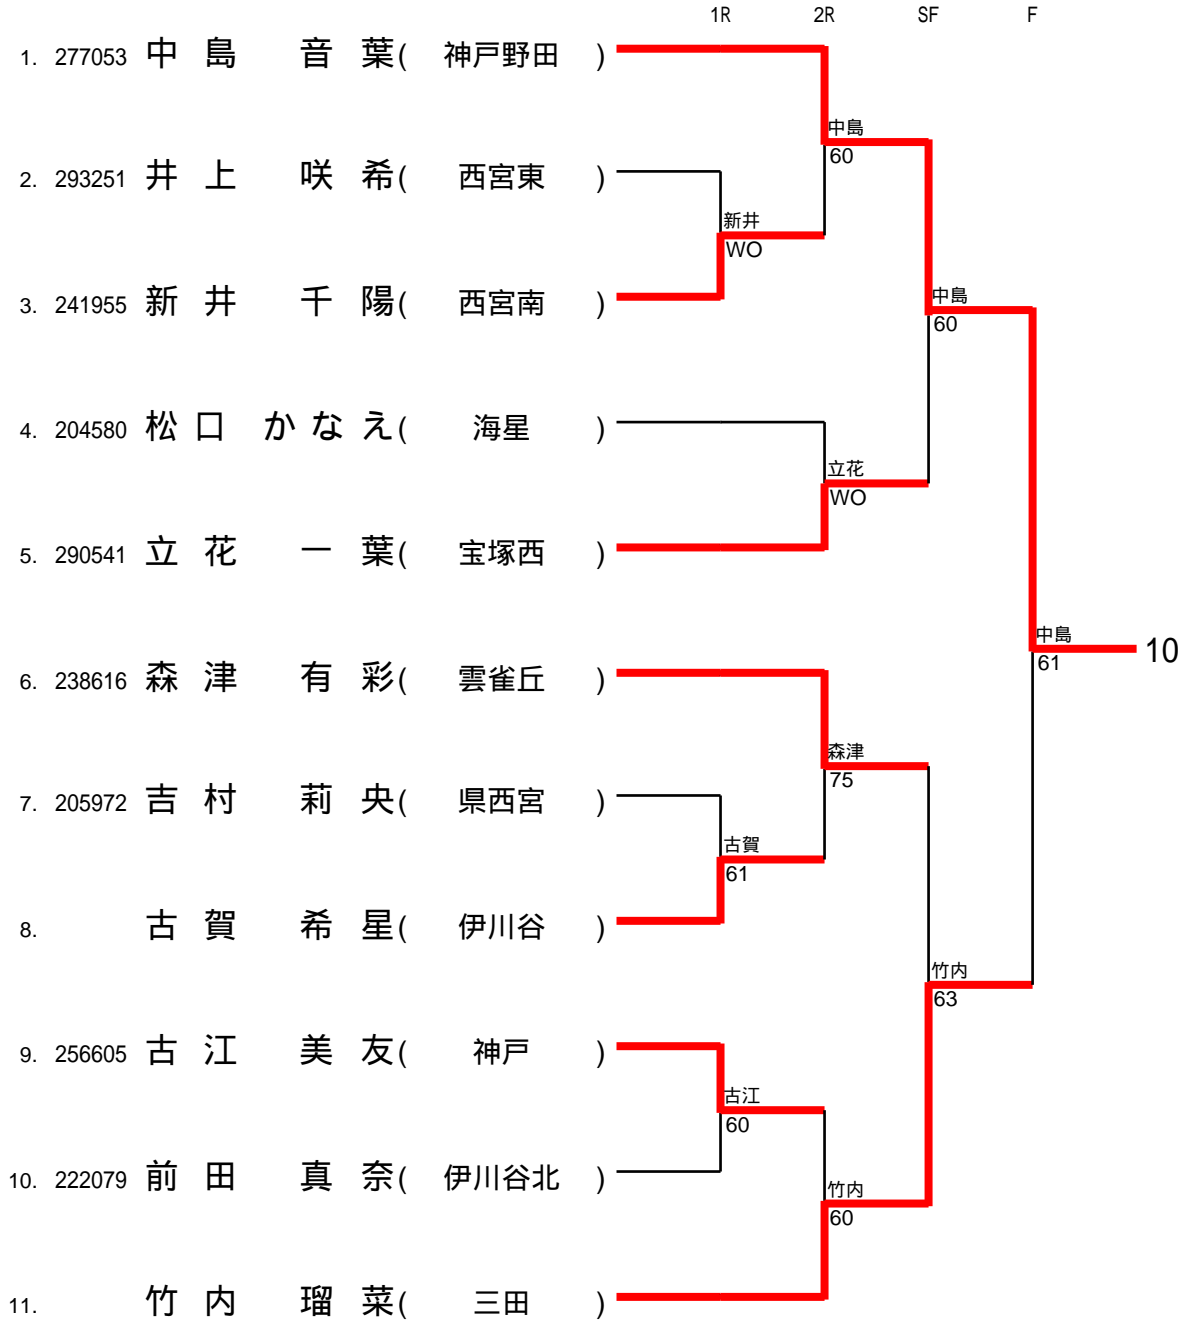 1R 2R SF F
1. 277053 中島 音葉( 神戸野田 )
中島
60
2. 293251 井上 咲希( 西宮東 )
新井
WO
3. 241955 新井 千陽( 西宮南 )
中島
60
4. 204580 松口 かなえ( 海星 )
立花
WO
5. 290541 立花 一葉( 宝塚西 )
中島
61
10
6. 238616 森津 有彩( 雲雀丘 )
森津
75
7. 205972 吉村 莉央( 県西宮 )
古賀
61
8. 古賀 希星( 伊川谷 )
竹内
63
9. 256605 古江 美友( 神戸 )
古江
60
10. 222079 前田 真奈( 伊川谷北 )
竹内
60
11. 竹内 瑠菜( 三田 )